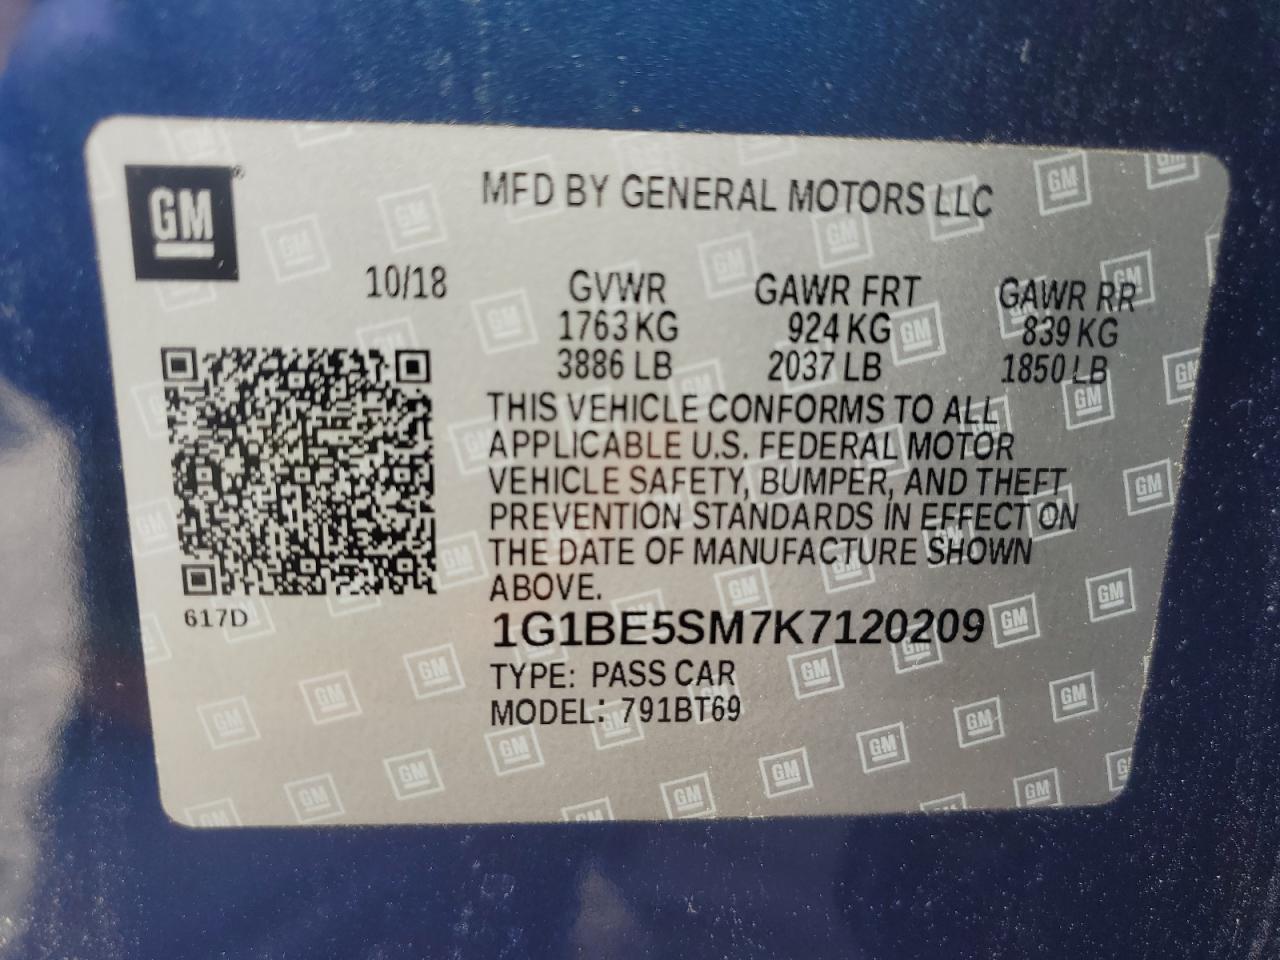 GM
MFD BY GENERAL MOTORS LLC
10/18
GVWR GAWR FRT GAWR RR
1763 KG 924 KG 839 KG
3886 LB 2037 LB 1850 LB
THIS VEHICLE CONFORMS TO ALL
APPLICABLE U.S. FEDERAL MOTOR
VEHICLE SAFETY, BUMPER, AND THEFT
PREVENTION STANDARDS IN EFFECT ON
THE DATE OF MANUFACTURE SHOWN
ABOVE.
617D
1G1BE5SM7K7120209
TYPE: PASS CAR
MODEL: 791BT69